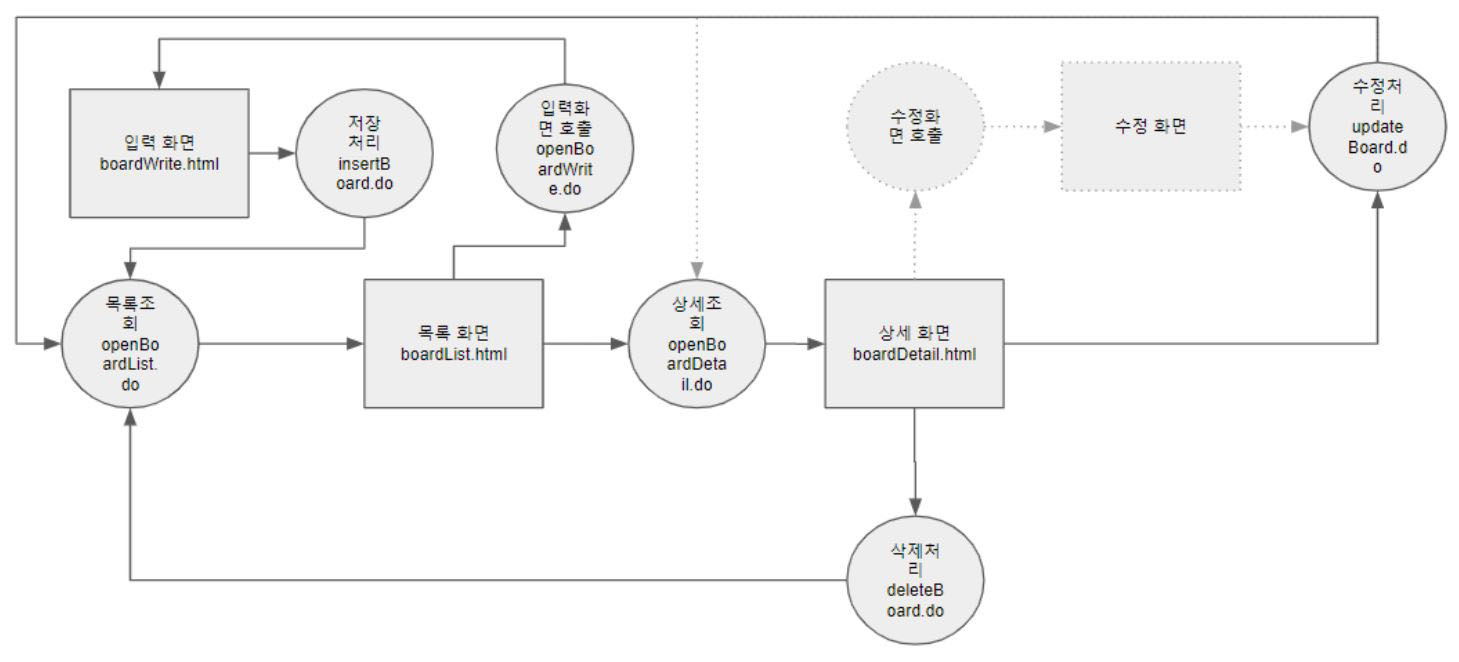 입력 화면
boardWrite.html
저장
처리
insertB
oard.do
입력화
면 호출
openBo
ardWrit
e.do
수정화
면 호출
수정 화면
수정처
리
update
Board.d
o
목록조
회
openBo
ardList.
do
목록 화면
boardList.html
상세조
회
openBo
ardDeta
il.do
상세 화면
boardDetail.html
삭제처
리
deleteB
oard.do